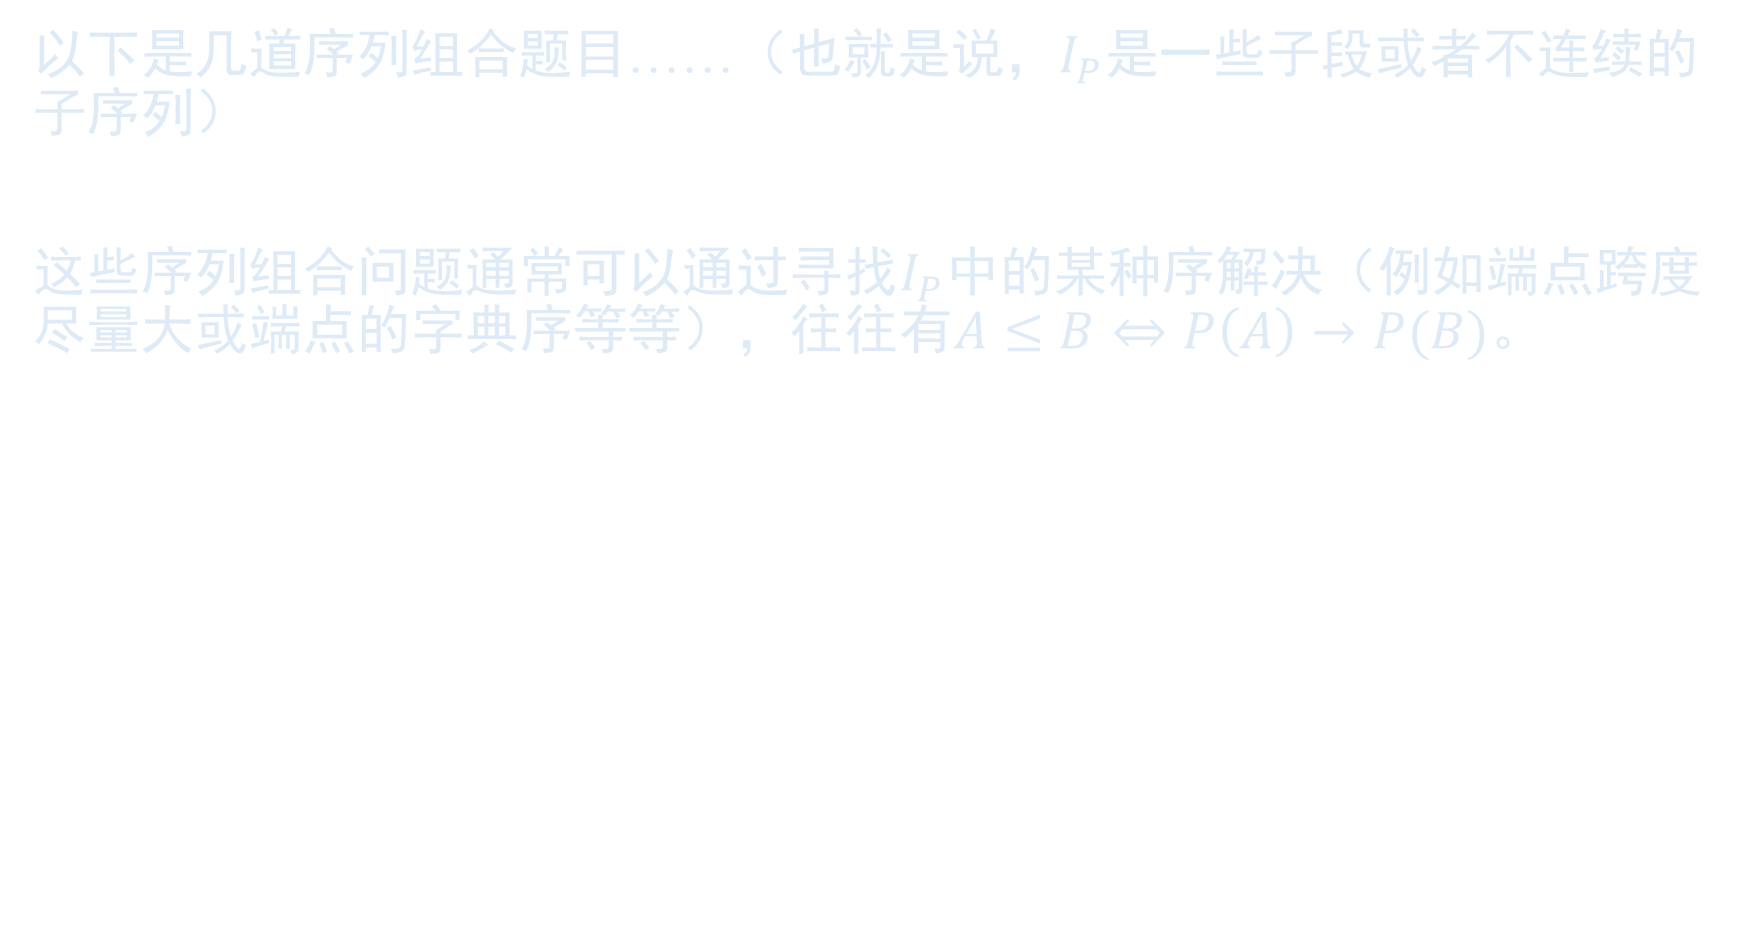 以下是几道序列组合题目……（也就是说，$I_P$是一些子段或者不连续的
子序列）
这些序列组合问题通常可以通过寻找$I_P$中的某种序解决（例如端点跨度
尽量大或端点的字典序等等），往往有$A \leq B \Leftrightarrow P(A) \rightarrow P(B)$。